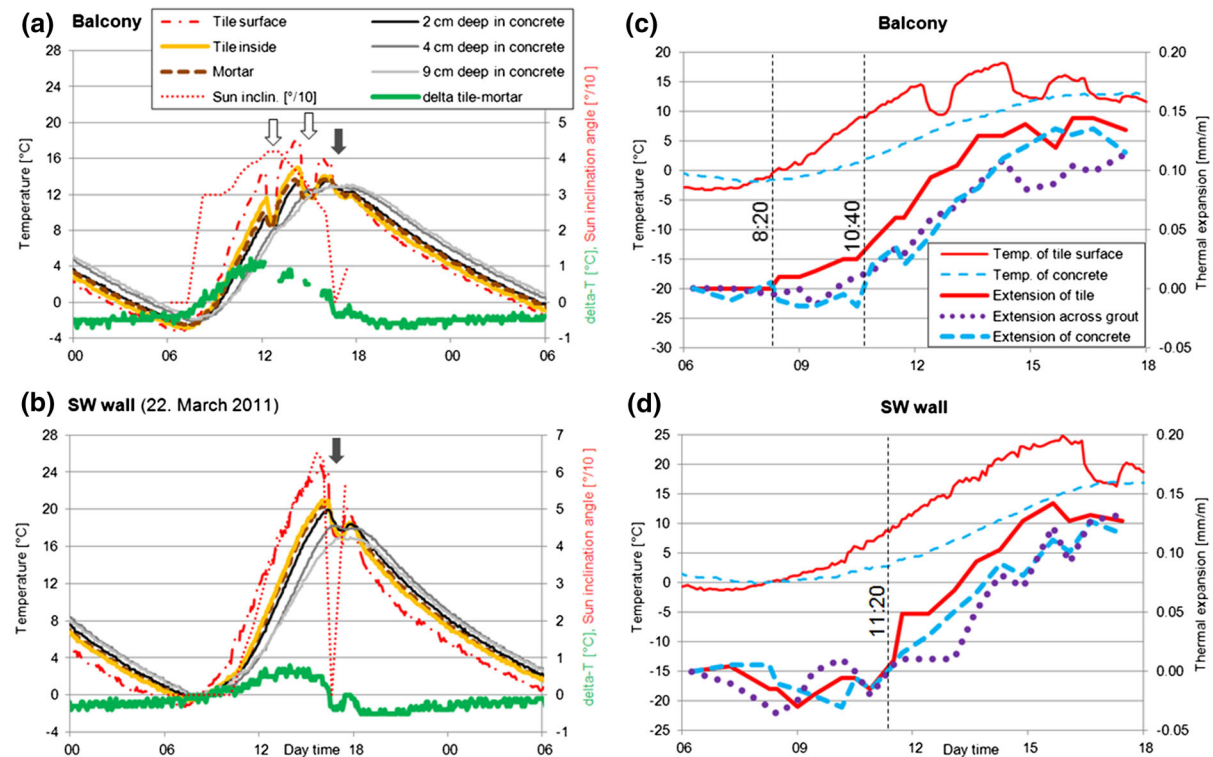 (a) Balcony
Tile surface
Tile inside
Mortar
Sun inclin. [°/10]
2 cm deep in concrete
4 cm deep in concrete
9 cm deep in concrete
delta tile-mortar
Temperature [°C]
28
24
20
16
12
8
4
0
-4
00 06 12 18 00 06
5
4
3
2
1
0
-1
delta-T [°C], Sun inclination angle [°/10]
(c) Balcony
Temperature [°C]
20
15
10
5
0
-5
-10
-15
-20
-25
-30
8:20
10:40
Temp. of tile surface
Temp. of concrete
Extension of tile
Extension across grout
Extension of concrete
06 09 12 15 18
0.20
0.15
0.10
0.05
0.00
-0.05
Thermal expansion [mm/m]
(b) SW wall (22. March 2011)
Temperature [°C]
28
24
20
16
12
8
4
0
-4
00 06 12 Day time 18 00 06
7
6
5
4
3
2
1
0
-1
delta-T [°C], Sun inclination angle [°/10]
(d) SW wall
Temperature [°C]
25
20
15
10
5
0
-5
-10
-15
-20
-25
11:20
06 09 12 Day time 15 18
0.20
0.15
0.10
0.05
0.00
-0.05
Thermal expansion [mm/m]